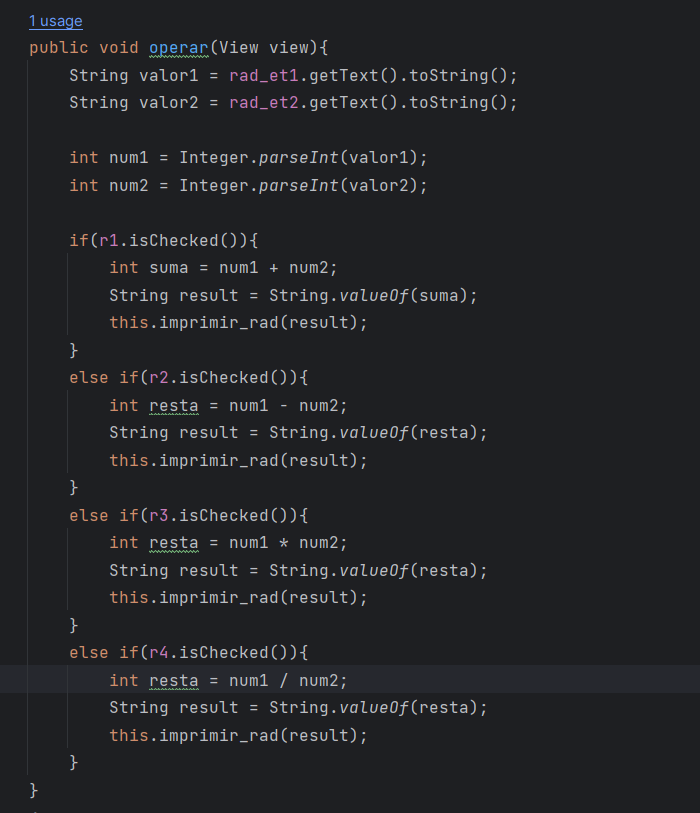 1 usage
public void operar(View view){
String valor1 = rad_et1.getText().toString();
String valor2 = rad_et2.getText().toString();
int num1 = Integer.parseInt(valor1);
int num2 = Integer.parseInt(valor2);
if(r1.isChecked()){
int suma = num1 + num2;
String result = String.valueOf(suma);
this.imprimir_rad(result);
}
else if(r2.isChecked()){
int resta = num1 - num2;
String result = String.valueOf(resta);
this.imprimir_rad(result);
}
else if(r3.isChecked()){
int resta = num1 * num2;
String result = String.valueOf(resta);
this.imprimir_rad(result);
}
else if(r4.isChecked()){
int resta = num1 / num2;
String result = String.valueOf(resta);
this.imprimir_rad(result);
}
}